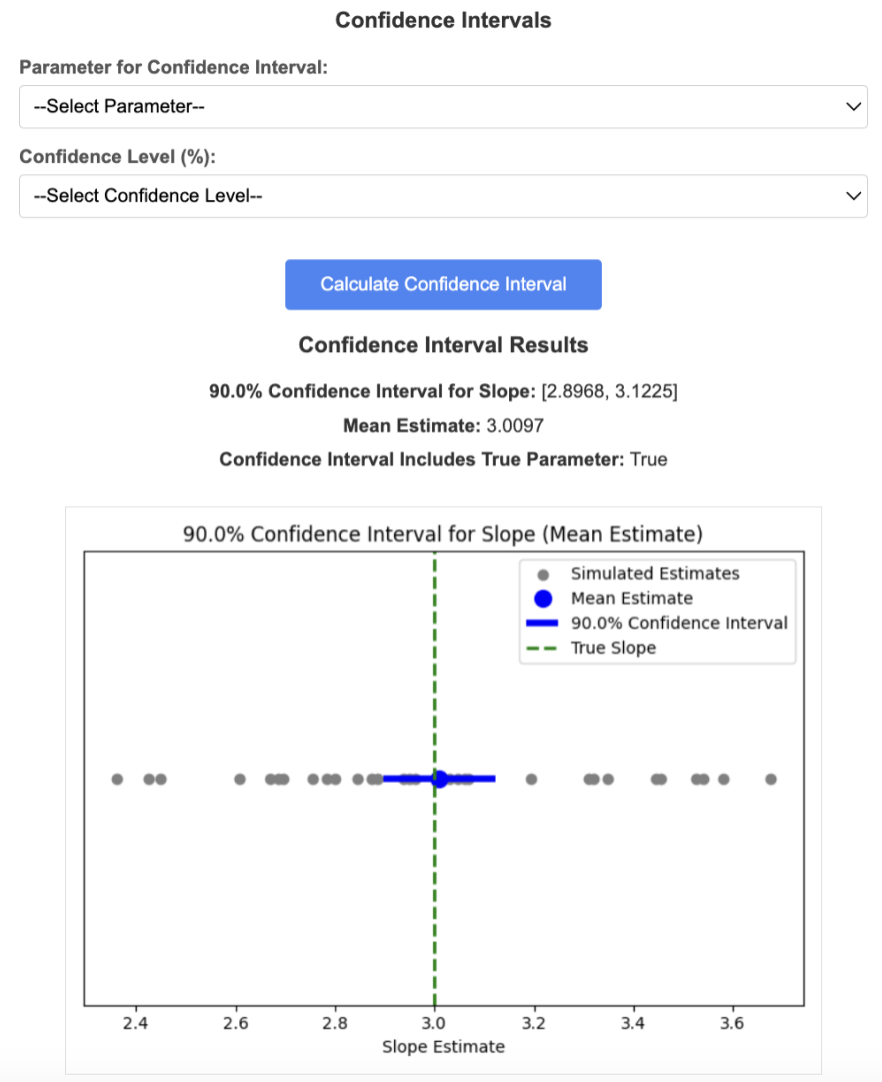 Confidence Intervals
Parameter for Confidence Interval:
--Select Parameter--
Confidence Level (%):
--Select Confidence Level--
Calculate Confidence Interval
Confidence Interval Results
90.0% Confidence Interval for Slope: [2.8968, 3.1225]
Mean Estimate: 3.0097
Confidence Interval Includes True Parameter: True
90.0% Confidence Interval for Slope (Mean Estimate)
Simulated Estimates
Mean Estimate
90.0% Confidence Interval
True Slope
2.4 2.6 2.8 3.0 3.2 3.4 3.6
Slope Estimate